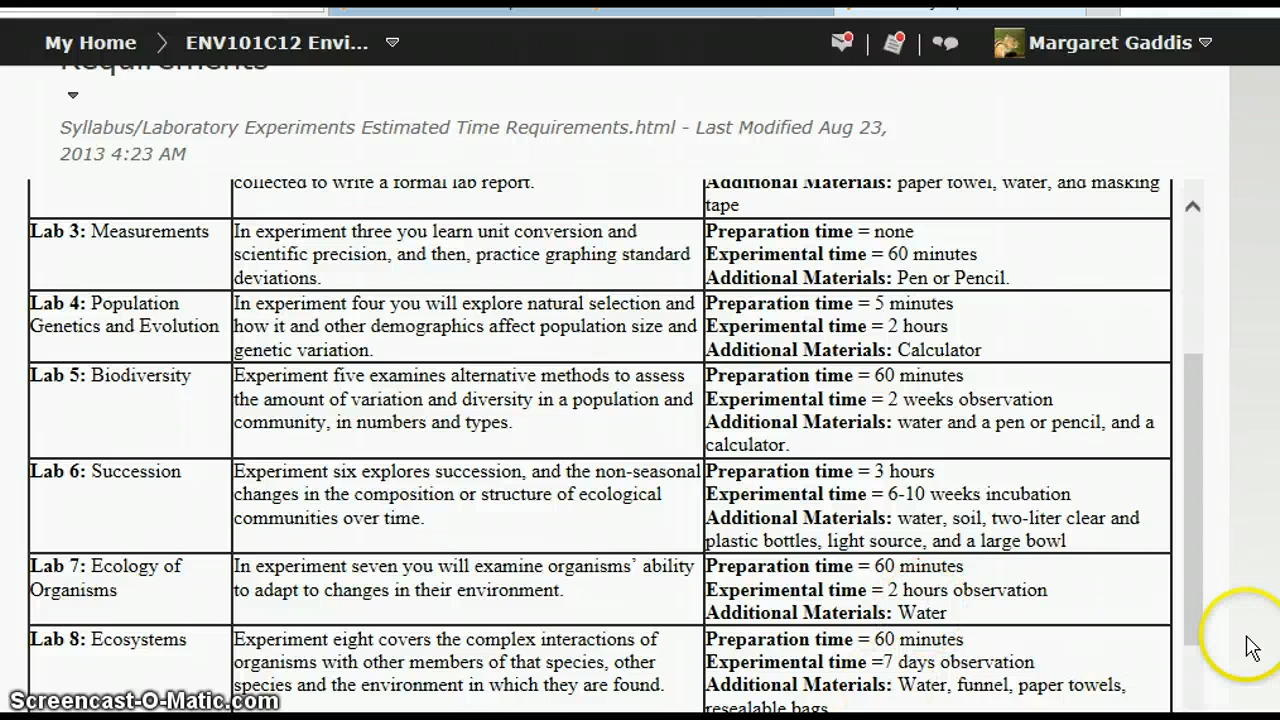 My Home ENV101C12 Envi... Margaret Gaddis
Requirements
Syllabus/Laboratory Experiments Estimated Time Requirements.html - Last Modified Aug 23,
2013 4:23 AM
collected to write a formal lab report.
Additional Materials: paper towel, water, and masking
tape
Lab 3: Measurements
In experiment three you learn unit conversion and
scientific precision, and then, practice graphing standard
deviations.
Preparation time = none
Experimental time = 60 minutes
Additional Materials: Pen or Pencil.
Lab 4: Population
Genetics and Evolution
In experiment four you will explore natural selection and
how it and other demographics affect population size and
genetic variation.
Preparation time = 5 minutes
Experimental time = 2 hours
Additional Materials: Calculator
Lab 5: Biodiversity
Experiment five examines alternative methods to assess
the amount of variation and diversity in a population and
community, in numbers and types.
Preparation time = 60 minutes
Experimental time = 2 weeks observation
Additional Materials: water and a pen or pencil, and a
calculator.
Lab 6: Succession
Experiment six explores succession, and the non-seasonal
changes in the composition or structure of ecological
communities over time.
Preparation time = 3 hours
Experimental time = 6-10 weeks incubation
Additional Materials: water, soil, two-liter clear and
plastic bottles, light source, and a large bowl
Lab 7: Ecology of
Organisms
In experiment seven you will examine organisms’ ability
to adapt to changes in their environment.
Preparation time = 60 minutes
Experimental time = 2 hours observation
Additional Materials: Water
Lab 8: Ecosystems
Experiment eight covers the complex interactions of
organisms with other members of that species, other
species and the environment in which they are found.
Preparation time = 60 minutes
Experimental time =7 days observation
Additional Materials: Water, funnel, paper towels,
resealable bags
Screencast-O-Matic.com